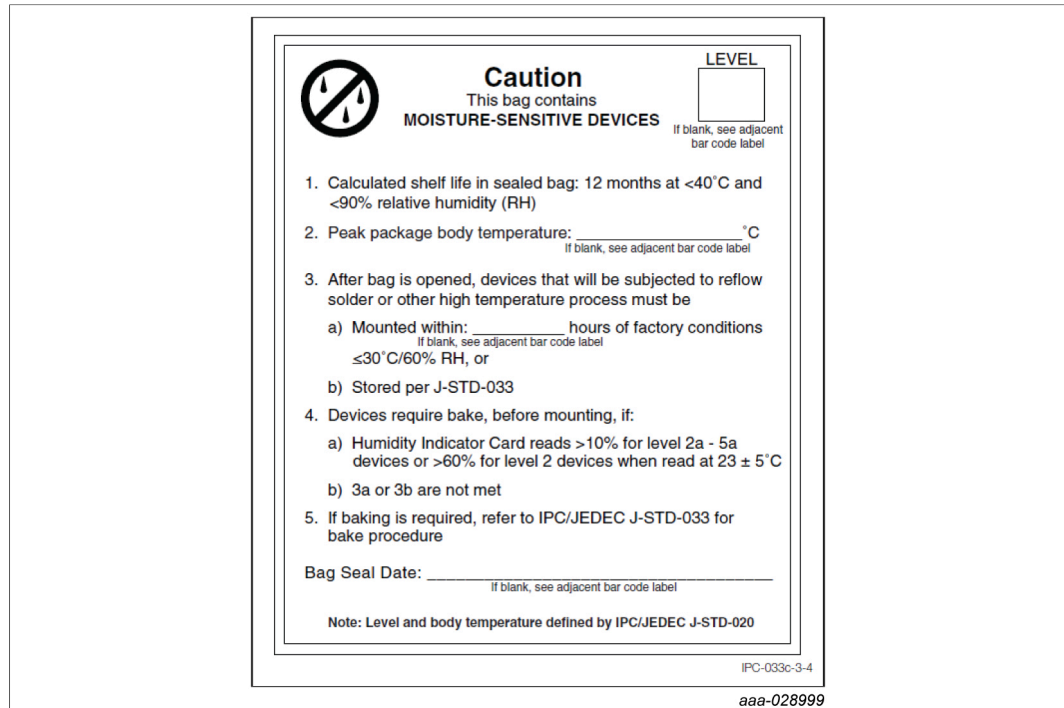 LEVEL
Caution
This bag contains
MOISTURE-SENSITIVE DEVICES
If blank, see adjacent
bar code label
1. Calculated shelf life in sealed bag: 12 months at <40˚C and
<90% relative humidity (RH)
2. Peak package body temperature: ___________________˚C
If blank, see adjacent bar code label
3. After bag is opened, devices that will be subjected to reflow
solder or other high temperature process must be
a) Mounted within: __________ hours of factory conditions
If blank, see adjacent bar code label
≤30˚C/60% RH, or
b) Stored per J-STD-033
4. Devices require bake, before mounting, if:
a) Humidity Indicator Card reads >10% for level 2a - 5a
devices or >60% for level 2 devices when read at 23 ± 5˚C
b) 3a or 3b are not met
5. If baking is required, refer to IPC/JEDEC J-STD-033 for
bake procedure
Bag Seal Date: _____________________________________
If blank, see adjacent bar code label
Note: Level and body temperature defined by IPC/JEDEC J-STD-020
IPC-033c-3-4
aaa-028999